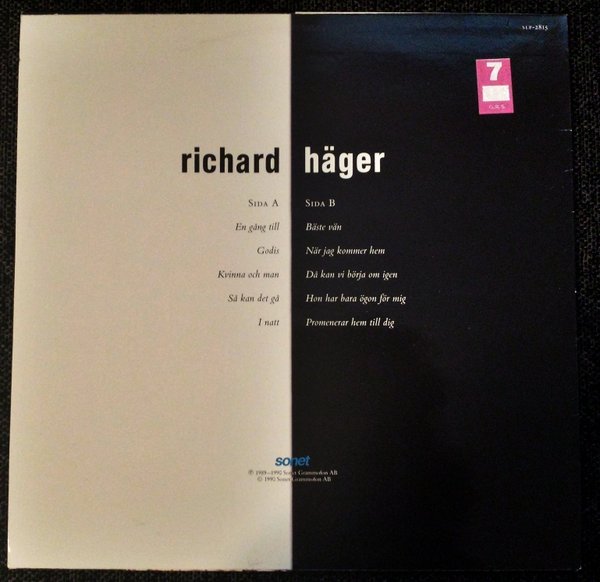 SLP-2815
7
G.R.S
richard häger
SIDA A
En gång till
Godis
Kvinna och man
Så kan det gå
I natt
SIDA B
Bäste vän
När jag kommer hem
Då kan vi börja om igen
Hon har bara ögon för mig
Promenerar hem till dig
sonet
℗ 1989–1990 Sonet Grammofon AB
© 1990 Sonet Grammofon AB